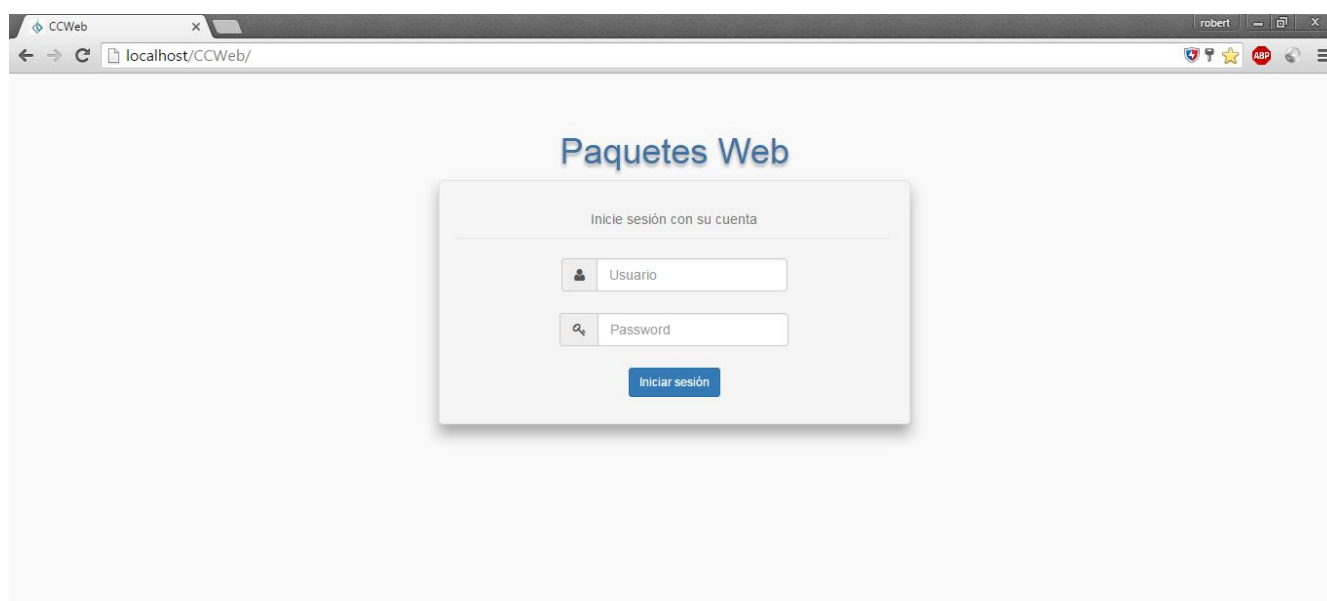 CCWeb
robert
localhost/CCWeb/
ABP
Paquetes Web
Inicie sesión con su cuenta
Usuario
Password
Iniciar sesión